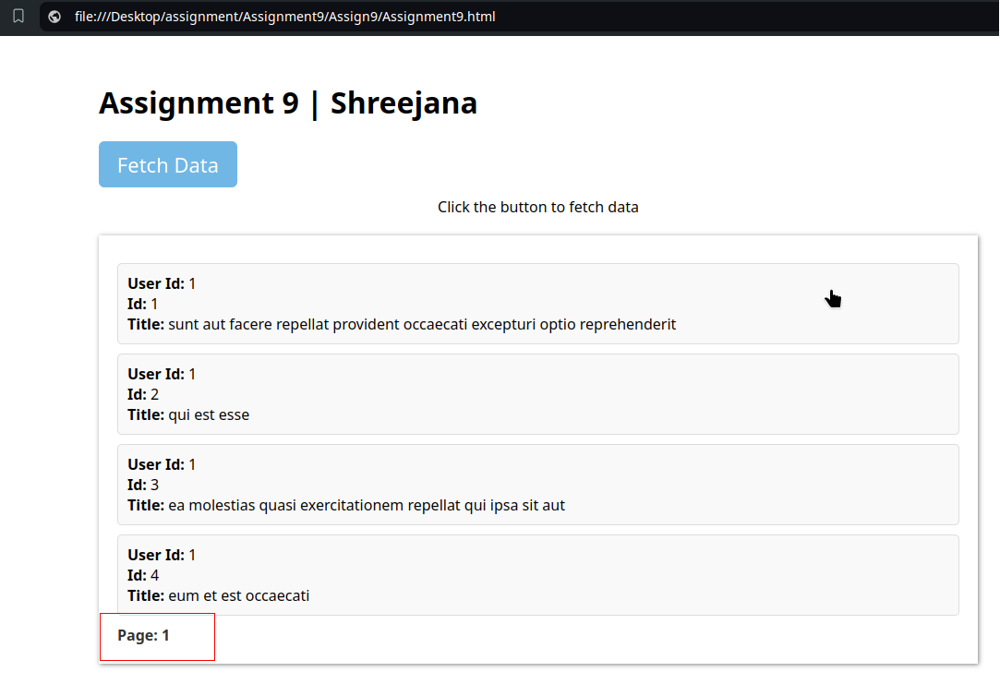 file:///Desktop/assignment/Assignment9/Assign9/Assignment9.html
Assignment 9 | Shreejana
Fetch Data
Click the button to fetch data
User Id: 1
Id: 1
Title: sunt aut facere repellat provident occaecati excepturi optio reprehenderit
User Id: 1
Id: 2
Title: qui est esse
User Id: 1
Id: 3
Title: ea molestias quasi exercitationem repellat qui ipsa sit aut
User Id: 1
Id: 4
Title: eum et est occaecati
Page: 1